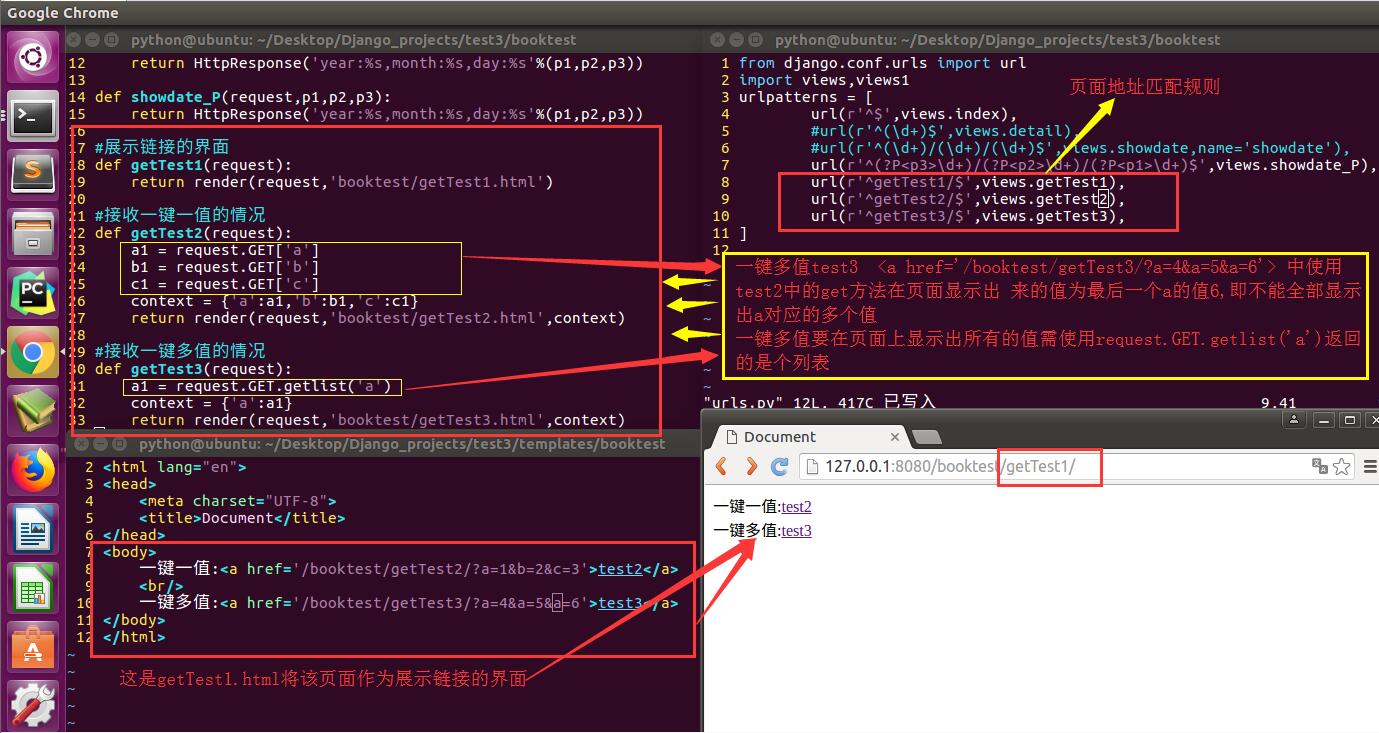 Google Chrome
python@ubuntu: ~/Desktop/Django_projects/test3/booktest
12     return HttpResponse('year:%s,month:%s,day:%s'%(p1,p2,p3))
13
14 def showdate_P(request,p1,p2,p3):
15     return HttpResponse('year:%s,month:%s,day:%s'%(p1,p2,p3))
16
17 #展示链接的界面
18 def getTest1(request):
19     return render(request,'booktest/getTest1.html')
20
21 #接收一键一值的情况
22 def getTest2(request):
23     a1 = request.GET['a']
24     b1 = request.GET['b']
25     c1 = request.GET['c']
26     context = {'a':a1,'b':b1,'c':c1}
27     return render(request,'booktest/getTest2.html',context)
28
29 #接收一键多值的情况
30 def getTest3(request):
31     a1 = request.GET.getlist('a')
32     context = {'a':a1}
33     return render(request,'booktest/getTest3.html',context)
python@ubuntu: ~/Desktop/Django_projects/test3/booktest
1 from django.conf.urls import url
2 import views,views1
页面地址匹配规则
3 urlpatterns = [
4         url(r'^$',views.index),
5         #url(r'^(\d+)$',views.detail),
6         #url(r'^(\d+)/(\d+)/(\d+)$',views.showdate,name='showdate'),
7         url(r'^(?P<p3>\d+)/(?P<p2>\d+)/(?P<p1>\d+)$',views.showdate_P),
8         url(r'^getTest1/$',views.getTest1),
9         url(r'^getTest2/$',views.getTest2),
10         url(r'^getTest3/$',views.getTest3),
11 ]
12
一键多值test3  <a href='/booktest/getTest3/?a=4&a=5&a=6'> 中使用
test2中的get方法在页面显示出 来的值为最后一个a的值6,即不能全部显示
出a对应的多个值
一键多值要在页面上显示出所有的值需使用request.GET.getlist('a')返回
的是个列表
~
~
~
~
"urls.py" 12L, 417C 已写入 9,41
python@ubuntu: ~/Desktop/Django_projects/test3/templates/booktest
2 <html lang="en">
3 <head>
4     <meta charset="UTF-8">
5     <title>Document</title>
6 </head>
7 <body>
8     一键一值:<a href='/booktest/getTest2/?a=1&b=2&c=3'>test2</a>
9     <br/>
10     一键多值:<a href='/booktest/getTest3/?a=4&a=5&a=6'>test3</a>
11 </body>
12 </html>
~
~
~
~
~
这是getTest1.html将该页面作为展示链接的界面
Document
127.0.0.1:8080/booktest/getTest1/
一键一值:test2
一键多值:test3